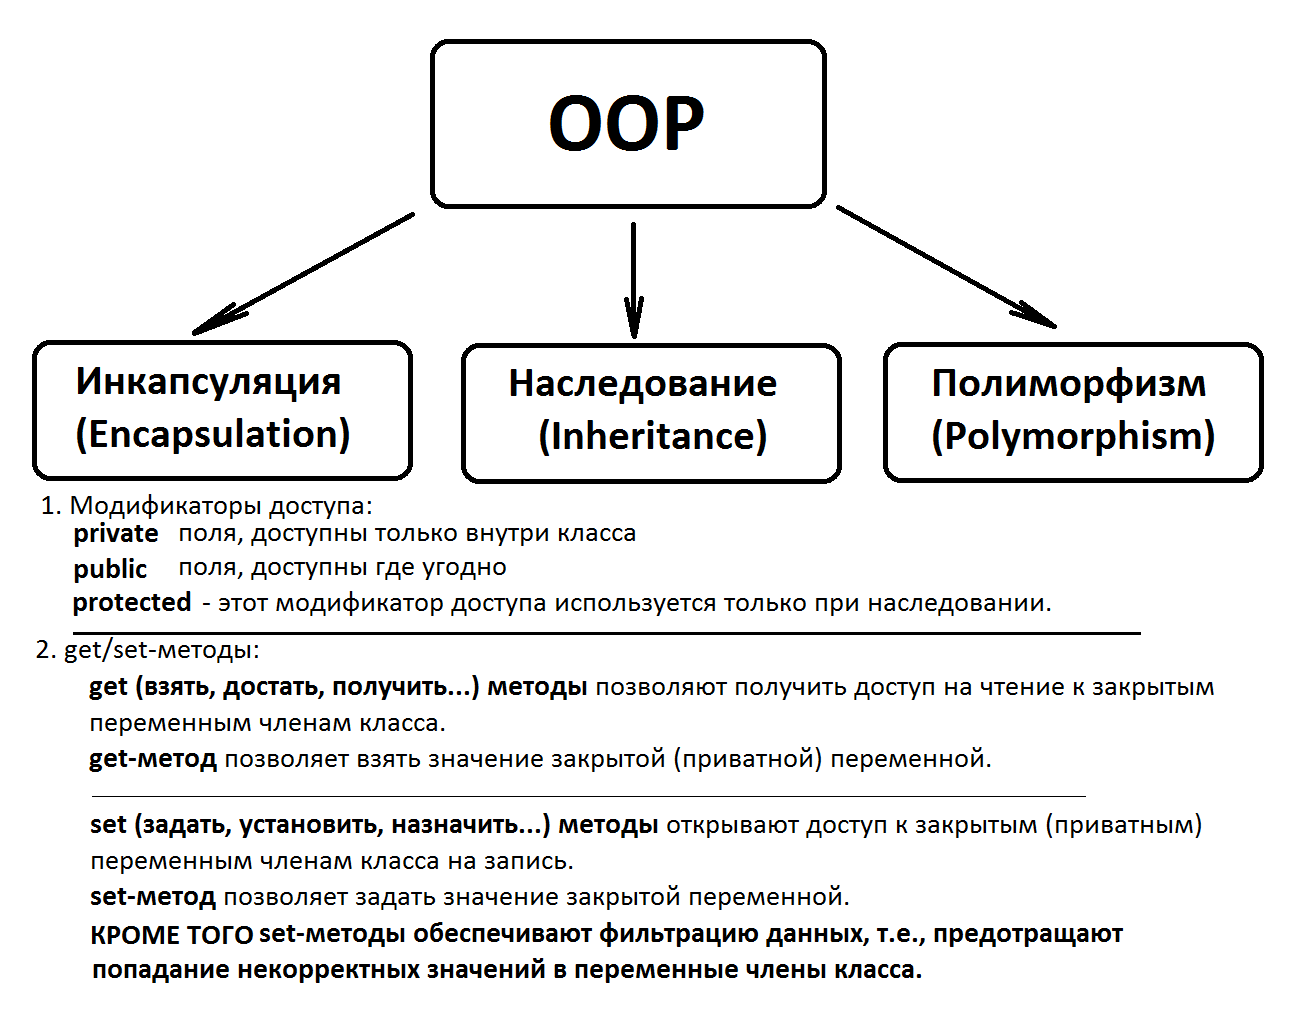 OOP
Инкапсуляция
(Encapsulation)
Наследование
(Inheritance)
Полиморфизм
(Polymorphism)
1. Модификаторы доступа:
private поля, доступны только внутри класса
public поля, доступны где угодно
protected - этот модификатор доступа используется только при наследовании.
2. get/set-методы:
get (взять, достать, получить...) методы позволяют получить доступ на чтение к закрытым
переменным членам класса.
get-метод позволяет взять значение закрытой (приватной) переменной.
set (задать, установить, назначить...) методы открывают доступ к закрытым (приватным)
переменным членам класса на запись.
set-метод позволяет задать значение закрытой переменной.
КРОМЕ ТОГО set-методы обеспечивают фильтрацию данных, т.е., предотращают
попадание некорректных значений в переменные члены класса.